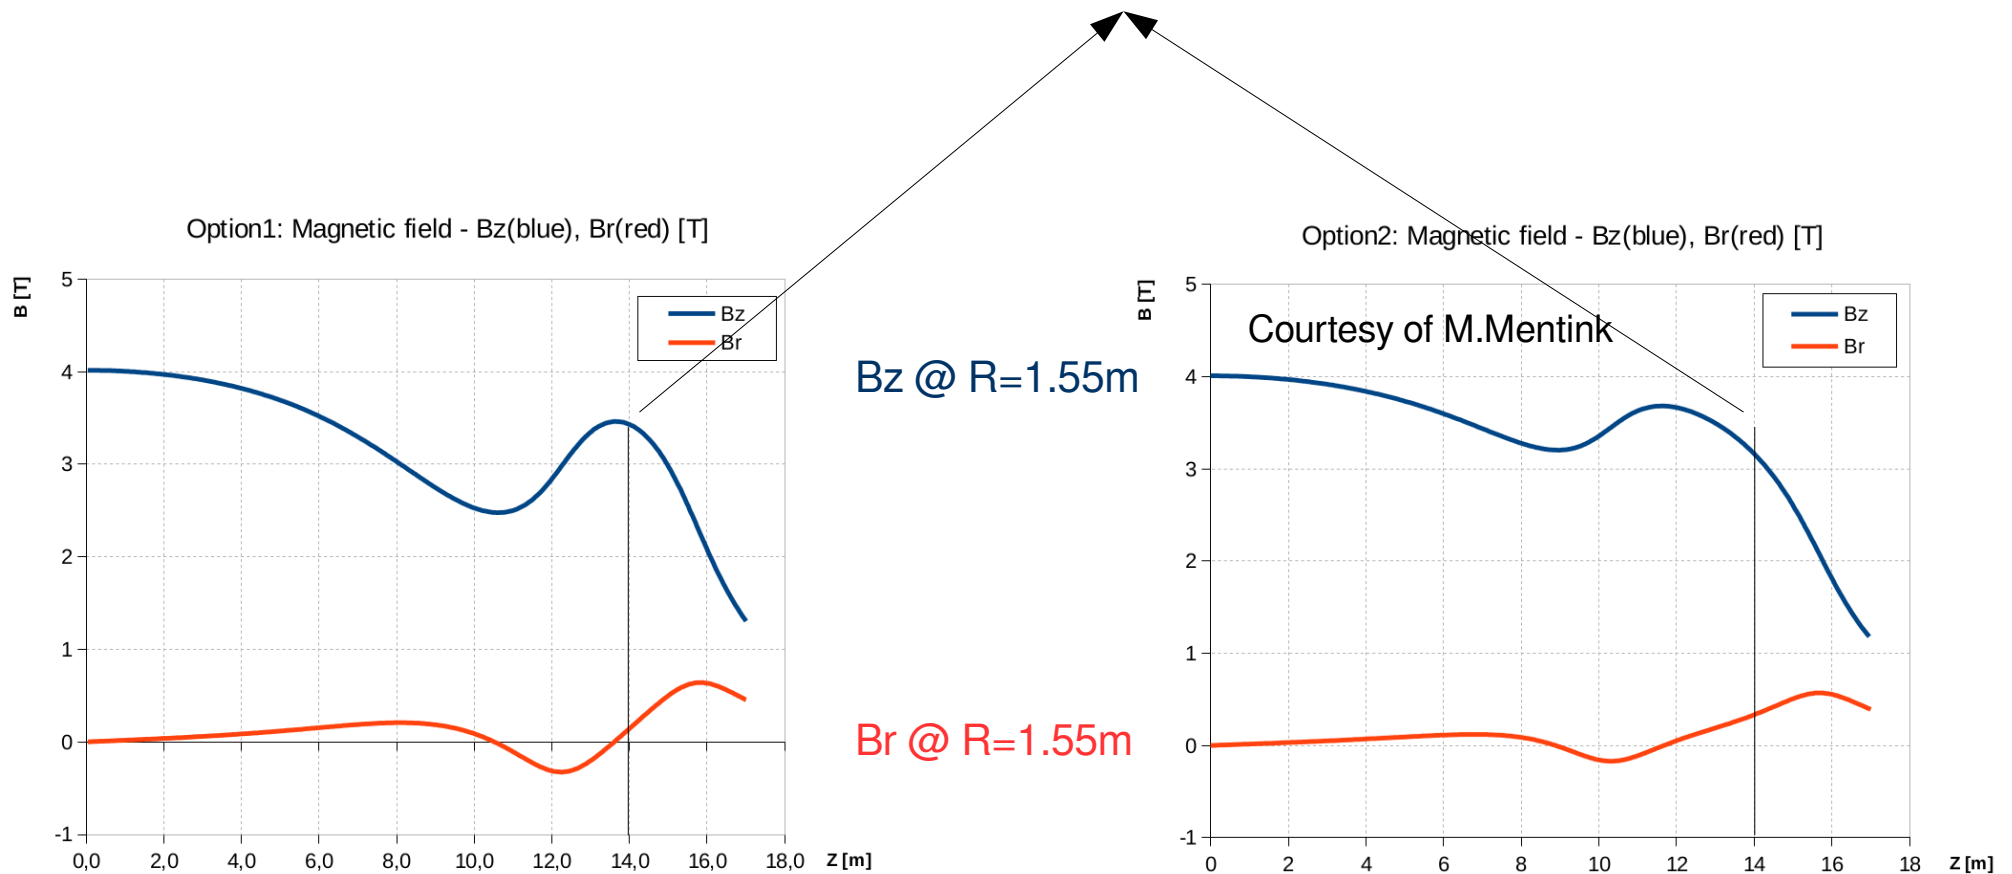 Option1: Magnetic field - Bz(blue), Br(red) [T]
B [T]
5
4
3
2
1
0
-1
Bz
Br
0,0 2,0 4,0 6,0 8,0 10,0 12,0 14,0 16,0 18,0 Z [m]
Bz @ R=1.55m
Br @ R=1.55m
Option2: Magnetic field - Bz(blue), Br(red) [T]
B [T]
Courtesy of M.Mentink
5
4
3
2
1
0
-1
Bz
Br
0 2 4 6 8 10 12 14 16 18 Z [m]